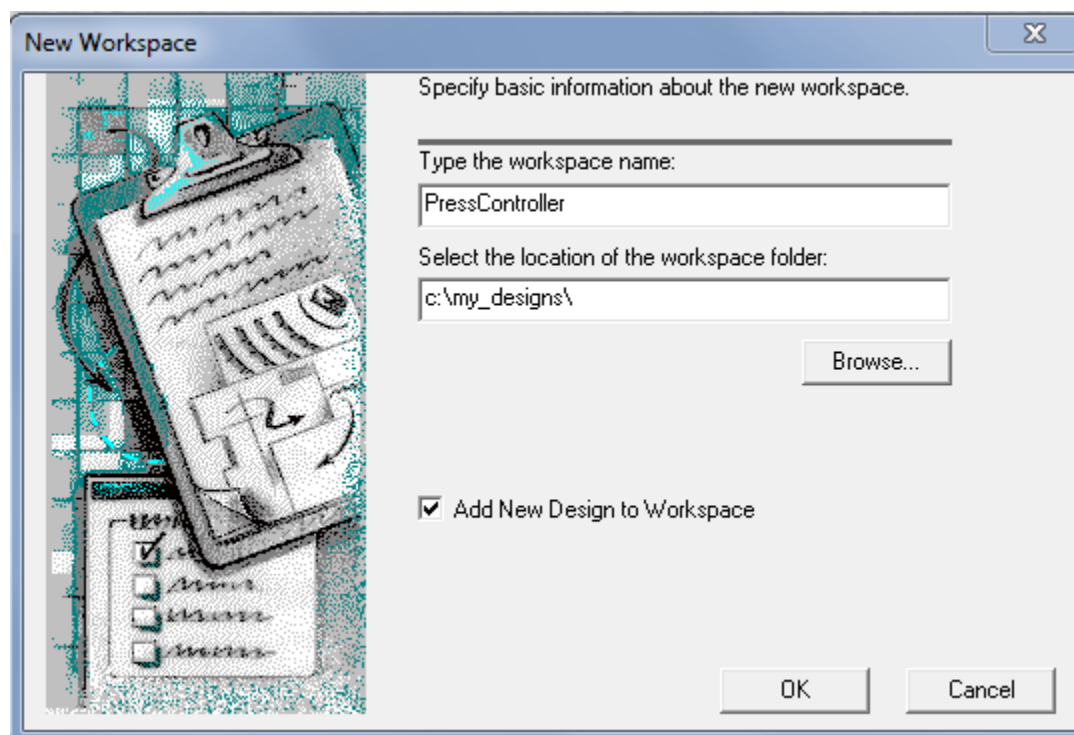 New Workspace
Specify basic information about the new workspace.
Type the workspace name:
PressController
Select the location of the workspace folder:
c:\my_designs\
Browse...
Add New Design to Workspace
OK
Cancel